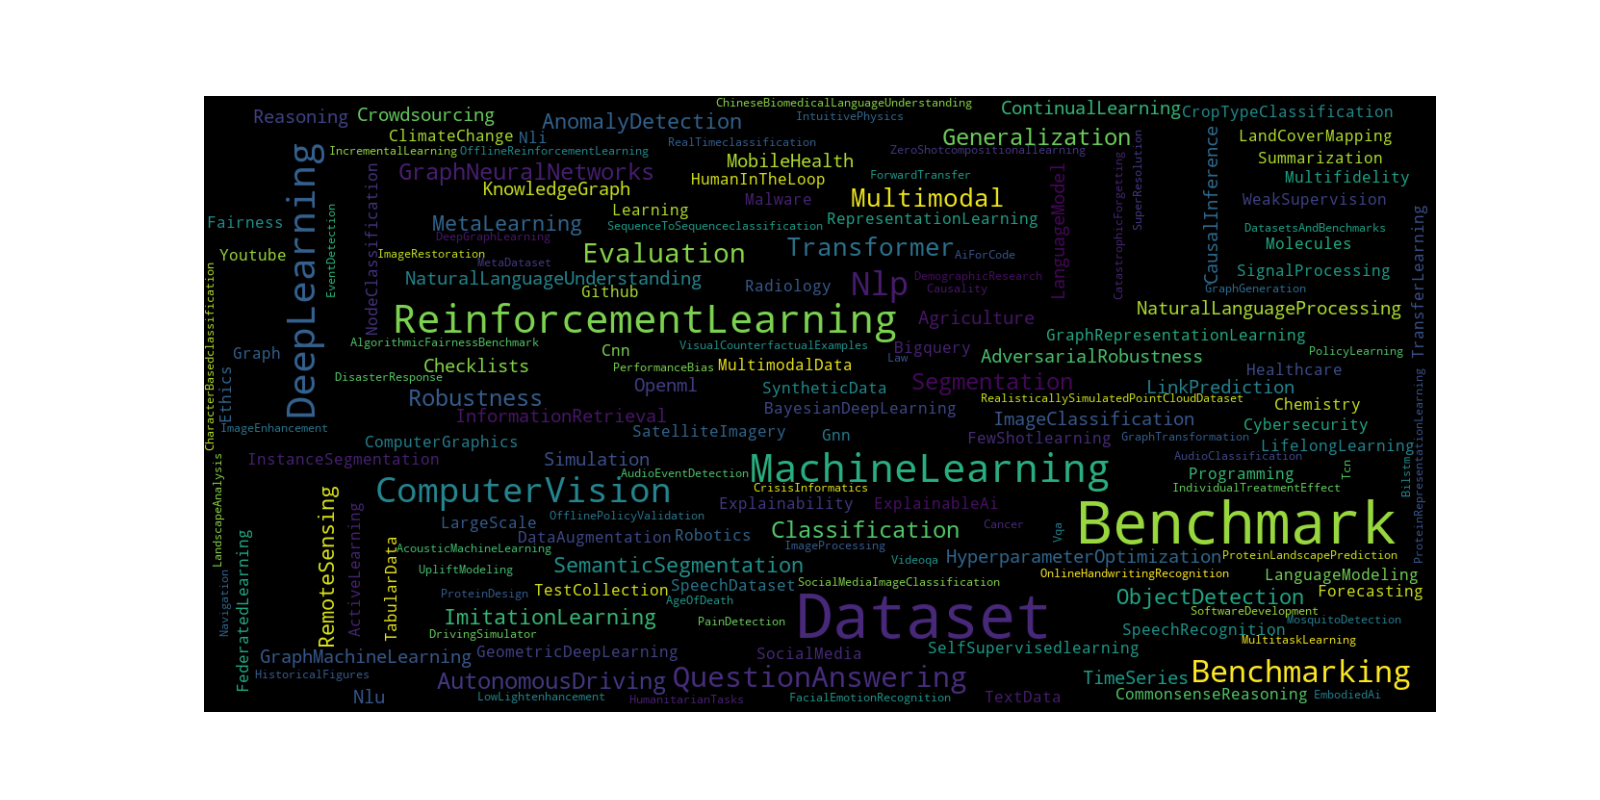 ChineseBiomedicalLanguageUnderstanding
Reasoning
Crowdsourcing
AnomalyDetection
IntuitivePhysics
ContinualLearning
CropTypeClassification
ClimateChange
Nli
RealTimeclassification
Generalization
LandCoverMapping
IncrementalLearning
OfflineReinforcementLearning
ZeroShotcompositionallearning
Summarization
GraphNeuralNetworks
MobileHealth
HumanInTheLoop
ForwardTransfer
Multifidelity
KnowledgeGraph
Malware
Multimodal
WeakSupervision
Learning
Fairness
MetaLearning
SequenceToSequenceclassification
RepresentationLearning
DatasetsAndBenchmarks
DeepGraphLearning
Molecules
Youtube
ImageRestoration
MetaDataset
Evaluation
Transformer
AiForCode
SignalProcessing
NaturalLanguageUnderstanding
Github
Radiology
Nlp
DemographicResearch
Causality
GraphGeneration
DeepLearning
EventDetection
NodeClassification
LanguageModel
CatastrophicForgetting
SuperResolution
CausalInference
TransferLearning
ReinforcementLearning
Agriculture
NaturalLanguageProcessing
AlgorithmicFairnessBenchmark
VisualCounterfactualExamples
Bigquery
GraphRepresentationLearning
Graph
Cnn
Law
AdversarialRobustness
PolicyLearning
Checklists
PerformanceBias
MultimodalData
Healthcare
DisasterResponse
Openml
SyntheticData
Segmentation
LinkPrediction
Robustness
RealisticallySimulatedPointCloudDataset
Chemistry
InformationRetrieval
BayesianDeepLearning
ImageClassification
Cybersecurity
CharacterBasedclassification
Ethics
ImageEnhancement
ComputerGraphics
SatelliteImagery
Gnn
FewShotlearning
GraphTransformation
LifelongLearning
InstanceSegmentation
Simulation
AudioEventDetection
MachineLearning
AudioClassification
Programming
Tcn
Bilstm
ProteinRepresentationLearning
ComputerVision
CrisisInformatics
IndividualTreatmentEffect
Explainability
ExplainableAi
LandscapeAnalysis
RemoteSensing
ActiveLearning
LargeScale
OfflinePolicyValidation
DataAugmentation
Robotics
Classification
Cancer
Vqa
Benchmark
AcousticMachineLearning
ImageProcessing
Videoqa
HyperparameterOptimization
ProteinLandscapePrediction
UpliftModeling
SemanticSegmentation
OnlineHandwritingRecognition
LanguageModeling
FederatedLearning
Navigation
TabularData
ProteinDesign
TestCollection
SpeechDataset
SocialMediaImageClassification
ObjectDetection
Forecasting
AgeOfDeath
Dataset
SoftwareDevelopment
ImitationLearning
PainDetection
MosquitoDetection
DrivingSimulator
SpeechRecognition
MultitaskLearning
GraphMachineLearning
GeometricDeepLearning
SocialMedia
SelfSupervisedlearning
HistoricalFigures
AutonomousDriving
QuestionAnswering
TimeSeries
Benchmarking
Nlu
LowLightenhancement
HumanitarianTasks
FacialEmotionRecognition
TextData
CommonsenseReasoning
EmbodiedAi